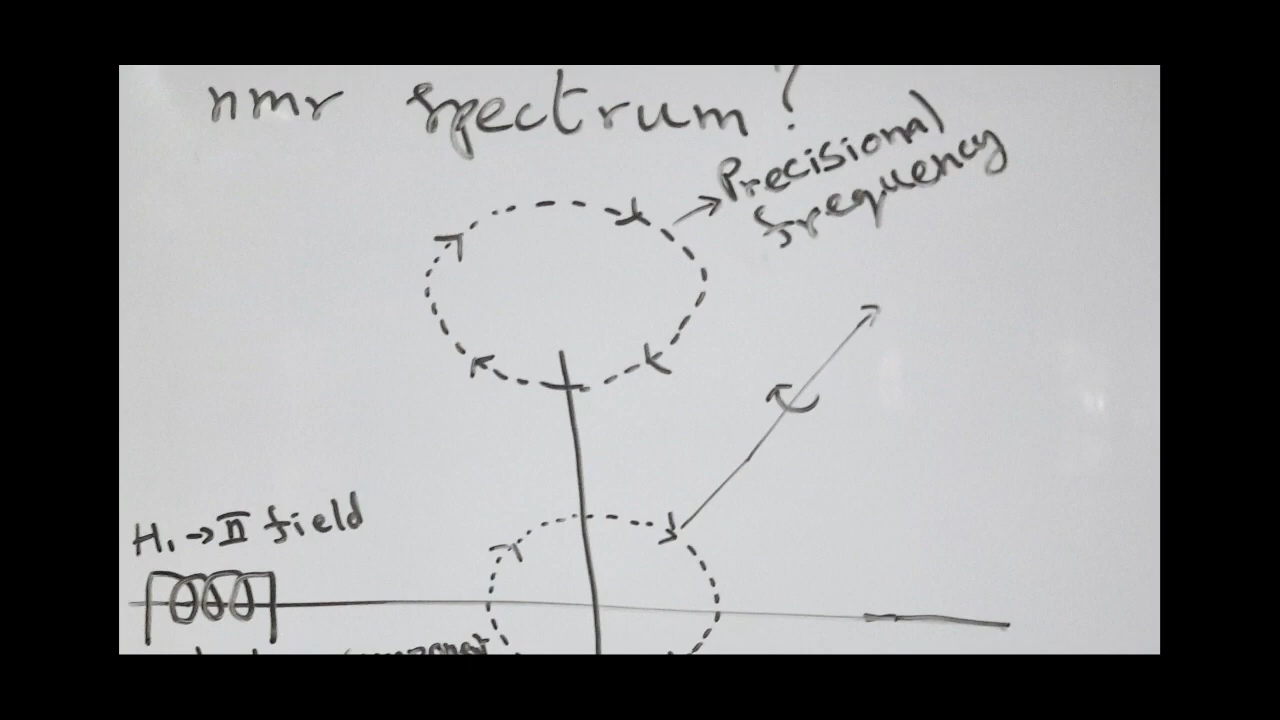 nmr spectrum?
Precisional
frequency
H₁ → II field